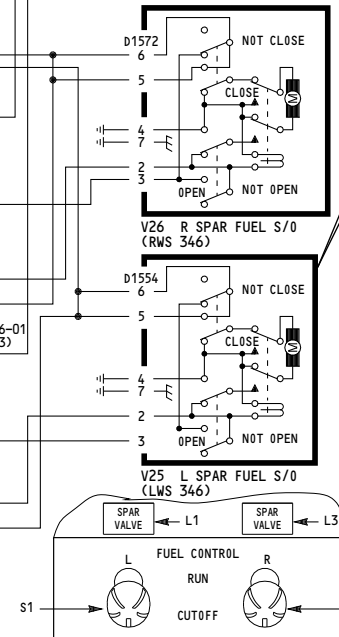 D1572
6
NOT CLOSE
5
CLOSE
M
4
7
2
3
OPEN
NOT OPEN
V26 R SPAR FUEL S/O
(RWS 346)
D1554
6
NOT CLOSE
5
6-01
3)
CLOSE
M
4
7
2
3
OPEN
NOT OPEN
V25 L SPAR FUEL S/O
(LWS 346)
SPAR
VALVE
L1
SPAR
VALVE
L3
FUEL CONTROL
L
R
RUN
S1
CUTOFF